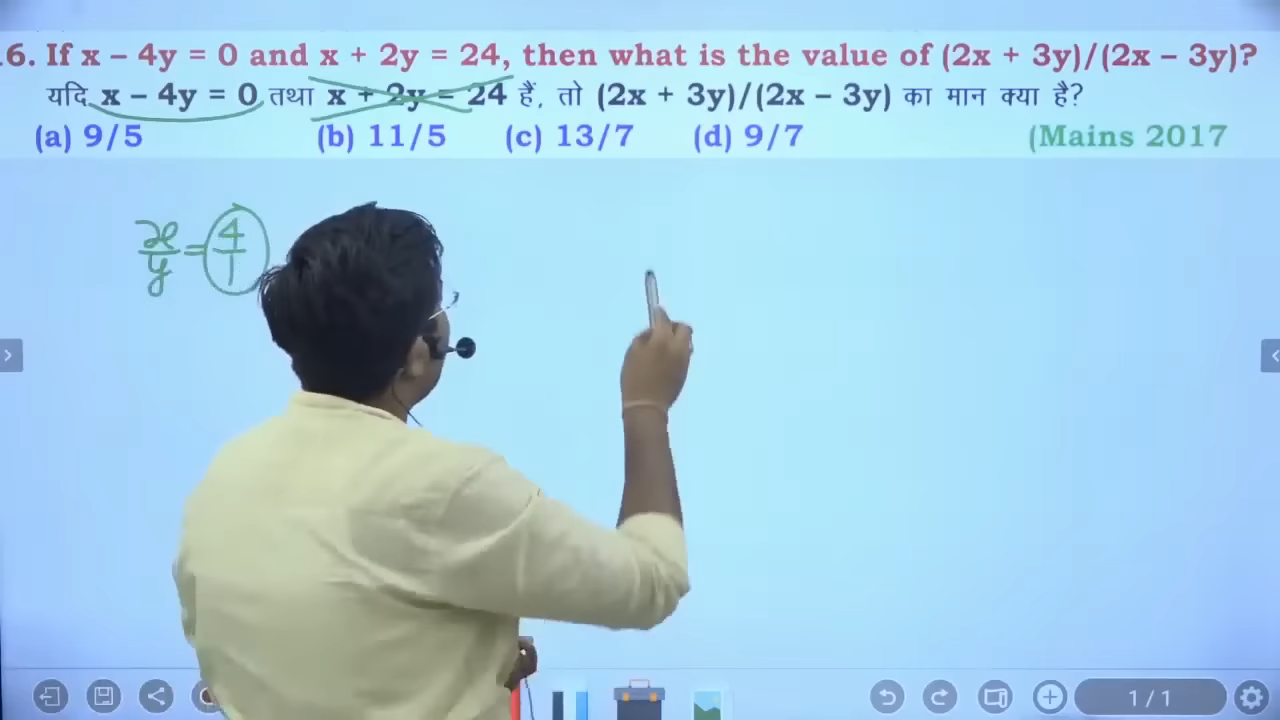 .6. If x – 4y = 0 and x + 2y = 24, then what is the value of (2x + 3y)/(2x – 3y)?
यदि x – 4y = 0 तथा x + 2y = 24 हैं, तो (2x + 3y)/(2x – 3y) का मान क्या है?
(a) 9/5 (b) 11/5 (c) 13/7 (d) 9/7 (Mains 2017
x/y = 4/1
1 / 1